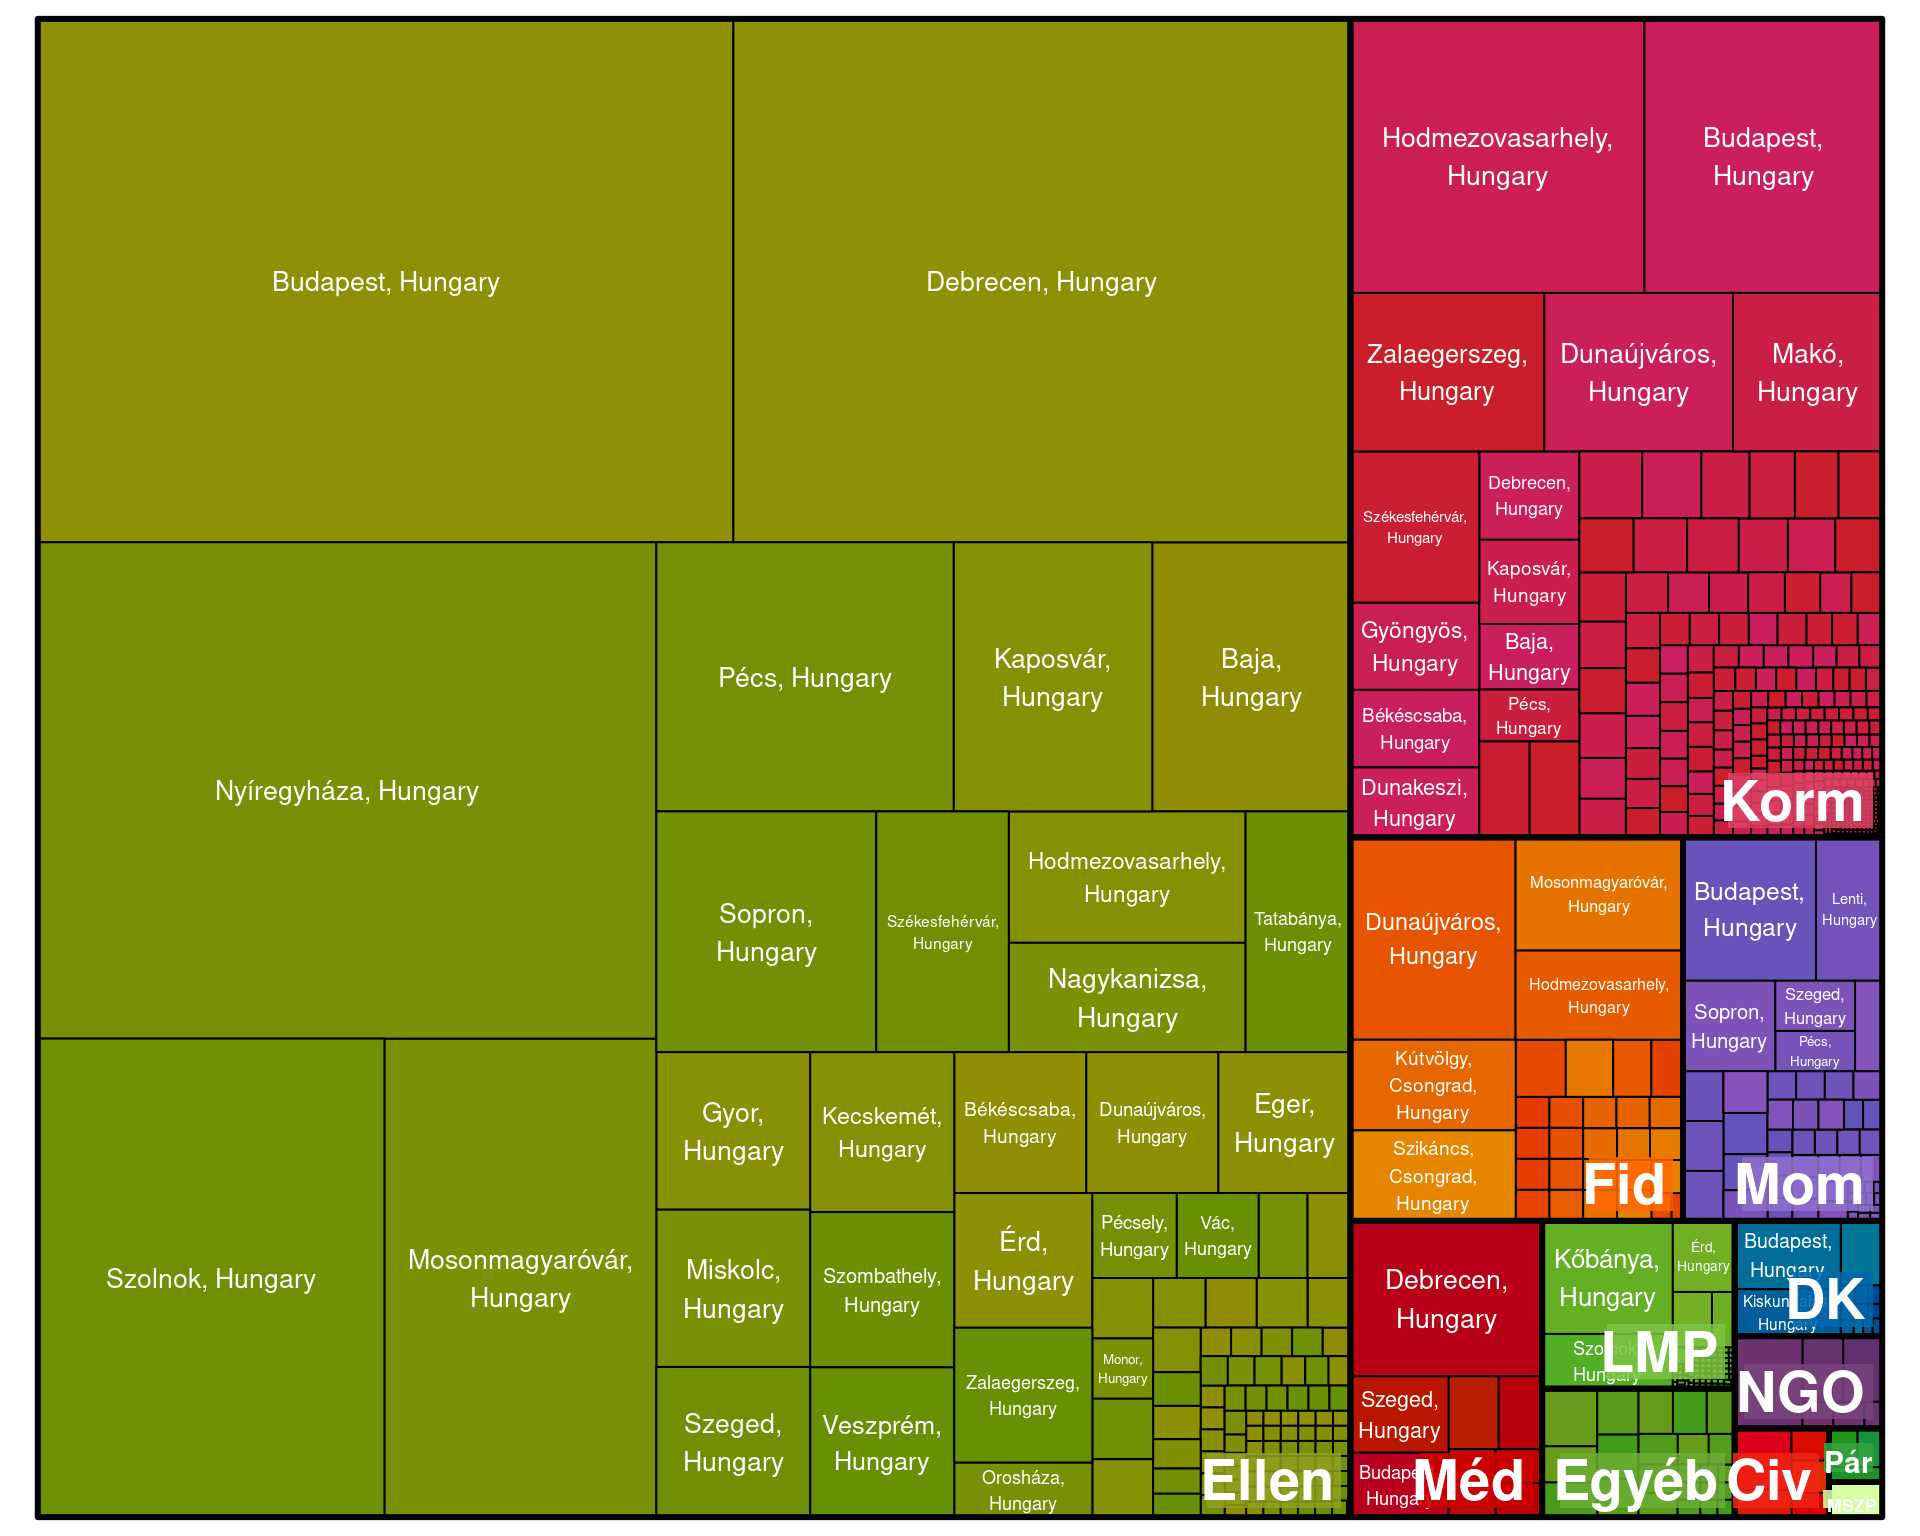 Budapest, Hungary
Debrecen, Hungary
Nyíregyháza, Hungary
Pécs, Hungary
Kaposvár,
Hungary
Baja,
Hungary
Sopron,
Hungary
Székesfehérvár,
Hungary
Hodmezovasarhely,
Hungary
Nagykanizsa,
Hungary
Tatabánya,
Hungary
Szolnok, Hungary
Mosonmagyaróvár,
Hungary
Gyor,
Hungary
Kecskemét,
Hungary
Békéscsaba,
Hungary
Dunaújváros,
Hungary
Eger,
Hungary
Miskolc,
Hungary
Szombathely,
Hungary
Érd,
Hungary
Pécsely,
Hungary
Vác,
Hungary
Szeged,
Hungary
Veszprém,
Hungary
Zalaegerszeg,
Hungary
Monor,
Hungary
Orosháza,
Hungary
Ellen
Hodmezovasarhely,
Hungary
Budapest,
Hungary
Zalaegerszeg,
Hungary
Dunaújváros,
Hungary
Makó,
Hungary
Székesfehérvár,
Hungary
Debrecen,
Hungary
Kaposvár,
Hungary
Gyöngyös,
Hungary
Baja,
Hungary
Békéscsaba,
Hungary
Pécs,
Hungary
Dunakeszi,
Hungary
Korm
Dunaújváros,
Hungary
Mosonmagyaróvár,
Hungary
Hodmezovasarhely,
Hungary
Kútvölgy,
Csongrad,
Hungary
Szikáncs,
Csongrad,
Hungary
Fid
Budapest,
Hungary
Lenti,
Hungary
Sopron,
Hungary
Szeged,
Hungary
Pécs,
Hungary
Mom
Debrecen,
Hungary
Szeged,
Hungary
Budapest,
Hungary
Méd
Kőbánya,
Hungary
Érd,
Hungary
Szolnok,
Hungary
LMP
Egyéb
Budapest,
Hungary
Hungary
DK
NGO
Civ
Pár
MSZP